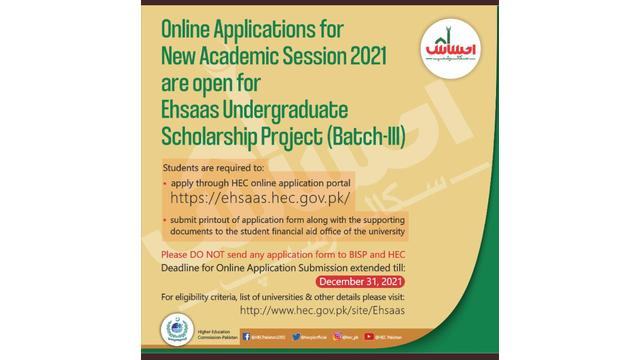 Online Applications for
New Academic Session 2021
are open for
Ehsaas Undergraduate
Scholarship Project (Batch-III)
احساس
Students are required to:
• apply through HEC online application portal
https://ehsaas.hec.gov.pk/
• submit printout of application form along with the supporting
documents to the student financial aid office of the university
Please DO NOT send any application form to BISP and HEC
Deadline for Online Application Submission extended till:
December 31, 2021
For eligibility criteria, list of universities & other details please visit:
http://www.hec.gov.pk/site/Ehsaas
Higher Education
Commission-Pakistan